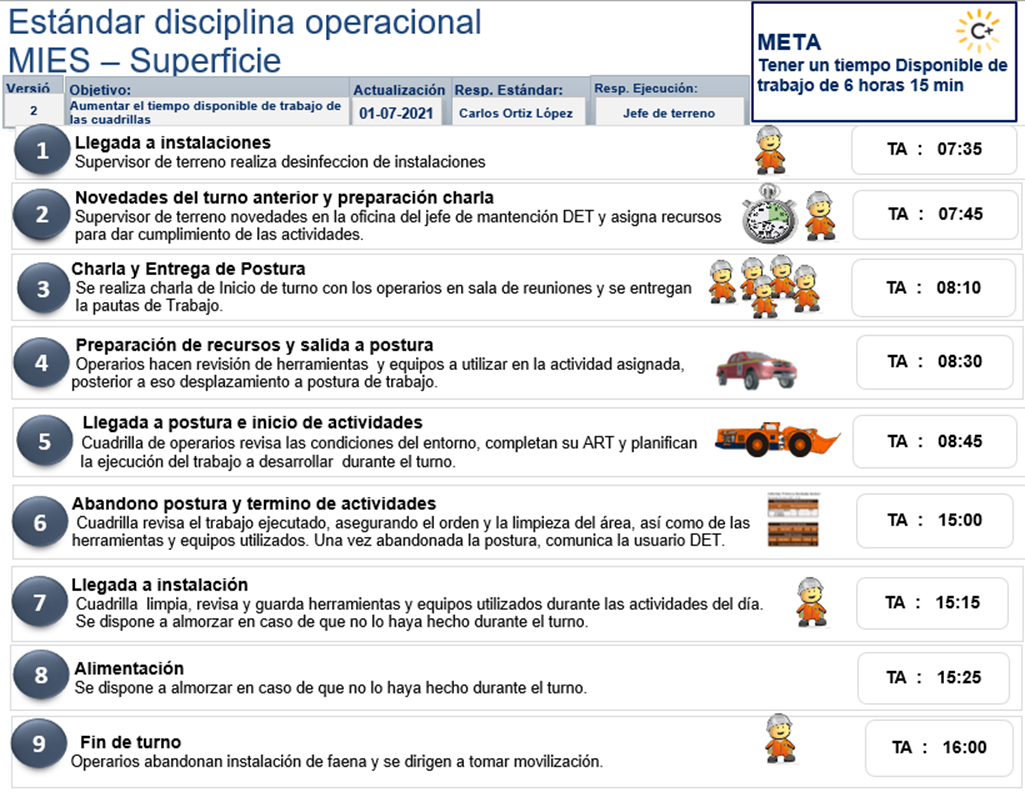 Estándar disciplina operacional
MIES – Superficie
C+
META
Tener un tiempo Disponible de
trabajo de 6 horas 15 min
Versió
2
Objetivo:
Aumentar el tiempo disponible de trabajo de
las cuadrillas
Actualización
01-07-2021
Resp. Estándar:
Carlos Ortiz López
Resp. Ejecución:
Jefe de terreno
1
Llegada a instalaciones
Supervisor de terreno realiza desinfeccion de instalaciones
TA : 07:35
2
Novedades del turno anterior y preparación charla
Supervisor de terreno novedades en la oficina del jefe de mantención DET y asigna recursos
para dar cumplimiento de las actividades.
TA : 07:45
3
Charla y Entrega de Postura
Se realiza charla de Inicio de turno con los operarios en sala de reuniones y se entregan
la pautas de Trabajo.
TA : 08:10
4
Preparación de recursos y salida a postura
Operarios hacen revisión de herramientas y equipos a utilizar en la actividad asignada,
posterior a eso desplazamiento a postura de trabajo.
TA : 08:30
5
Llegada a postura e inicio de actividades
Cuadrilla de operarios revisa las condiciones del entorno, completan su ART y planifican
la ejecución del trabajo a desarrollar durante el turno.
TA : 08:45
6
Abandono postura y termino de actividades
Cuadrilla revisa el trabajo ejecutado, asegurando el orden y la limpieza del área, así como de las
herramientas y equipos utilizados. Una vez abandonada la postura, comunica la usuario DET.
TA : 15:00
7
Llegada a instalación
Cuadrilla limpia, revisa y guarda herramientas y equipos utilizados durante las actividades del día.
Se dispone a almorzar en caso de que no lo haya hecho durante el turno.
TA : 15:15
8
Alimentación
Se dispone a almorzar en caso de que no lo haya hecho durante el turno.
TA : 15:25
9
Fin de turno
Operarios abandonan instalación de faena y se dirigen a tomar movilización.
TA : 16:00